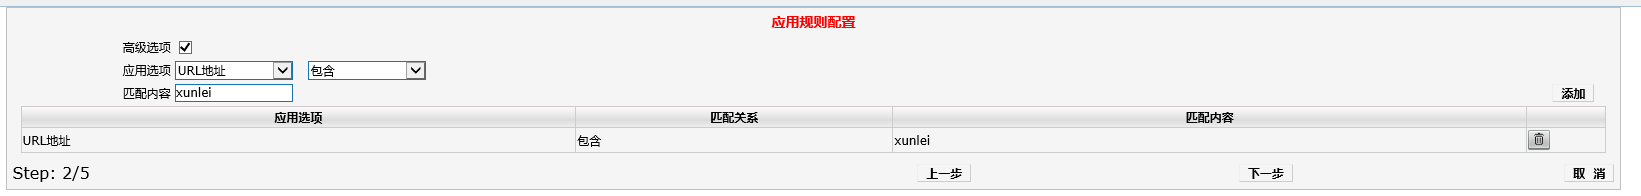 应用规则配置
高级选项
应用选项 URL地址 包含
匹配内容 xunlei 添加
应用选项 匹配关系 匹配内容
URL地址 包含 xunlei
Step: 2/5 上一步 下一步 取 消